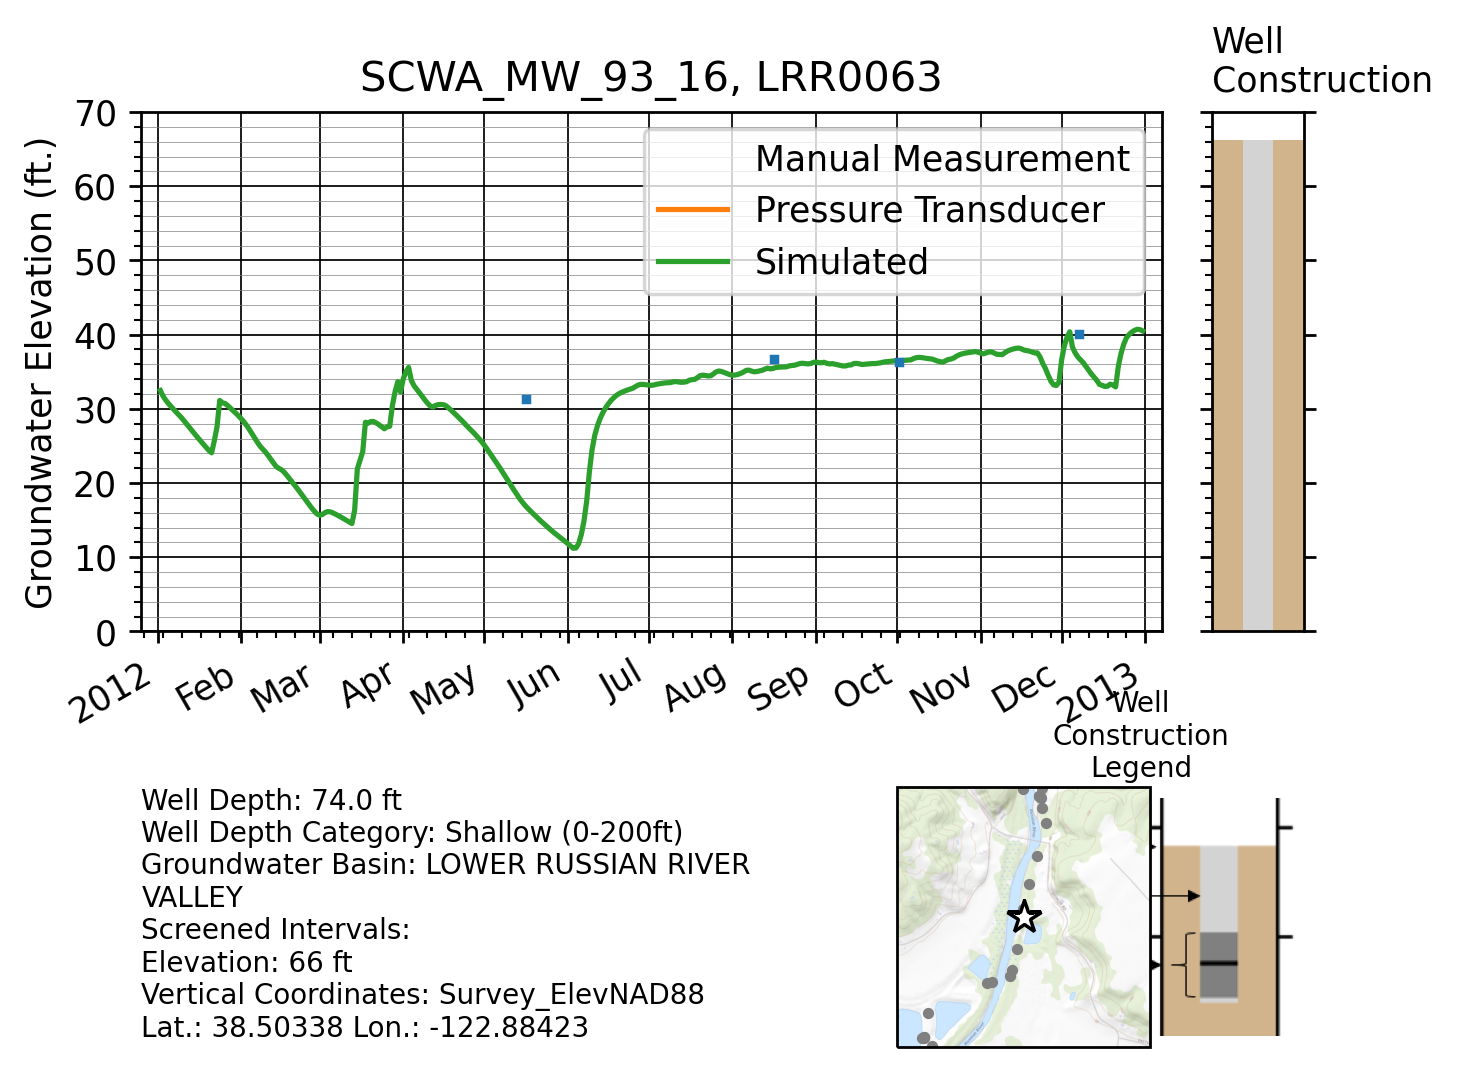 Well
Construction
SCWA_MW_93_16, LRR0063
Groundwater Elevation (ft.)
70
60
50
40
30
20
10
0
Manual Measurement
Pressure Transducer
Simulated
2012
Feb
Mar
Apr
May
Jun
Jul
Aug
Sep
Oct
Nov
Dec
2013
Well
Construction
Legend
Well Depth: 74.0 ft
Well Depth Category: Shallow (0-200ft)
Groundwater Basin: LOWER RUSSIAN RIVER
VALLEY
Screened Intervals:
Elevation: 66 ft
Vertical Coordinates: Survey_ElevNAD88
Lat.: 38.50338 Lon.: -122.88423